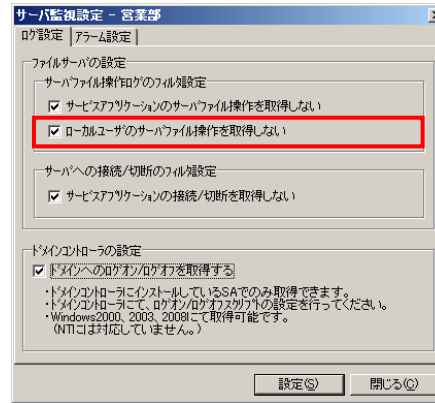 サーバ監視設定 - 営業部
ログ設定
アラーム設定
ファイルサーバの設定
サーバファイル操作ログのフィルタ設定
サービスアプリケーションのサーバファイル操作を取得しない
ローカルユーザのサーバファイル操作を取得しない
サーバへの接続/切断のフィルタ設定
サービスアプリケーションの接続/切断を取得しない
ドメインコントローラの設定
ドメインへのログオン/ログオフを取得する
・ドメインコントローラにインストールしているSAでのみ取得できます。
・ドメインコントローラにて、ログオン/ログオフスクリプトの設定を行ってください。
・Windows2000、2003、2008にて取得可能です。
(NTには対応していません。)
設定(S)
閉じる(C)